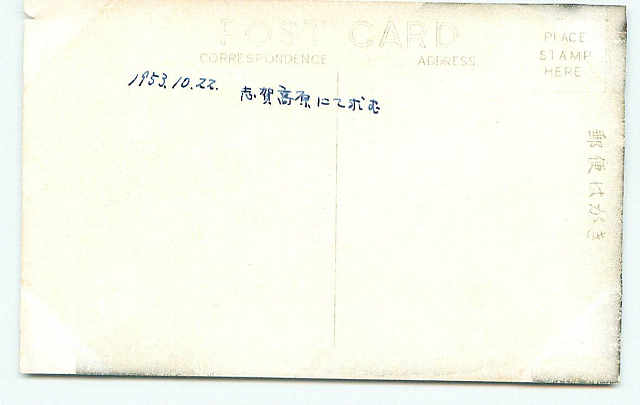 POST CARD
CORRESPONDENCE
ADDRESS
PLACE
STAMP
HERE
1953.10.22. 志賀高原にて求む
郵便はがき